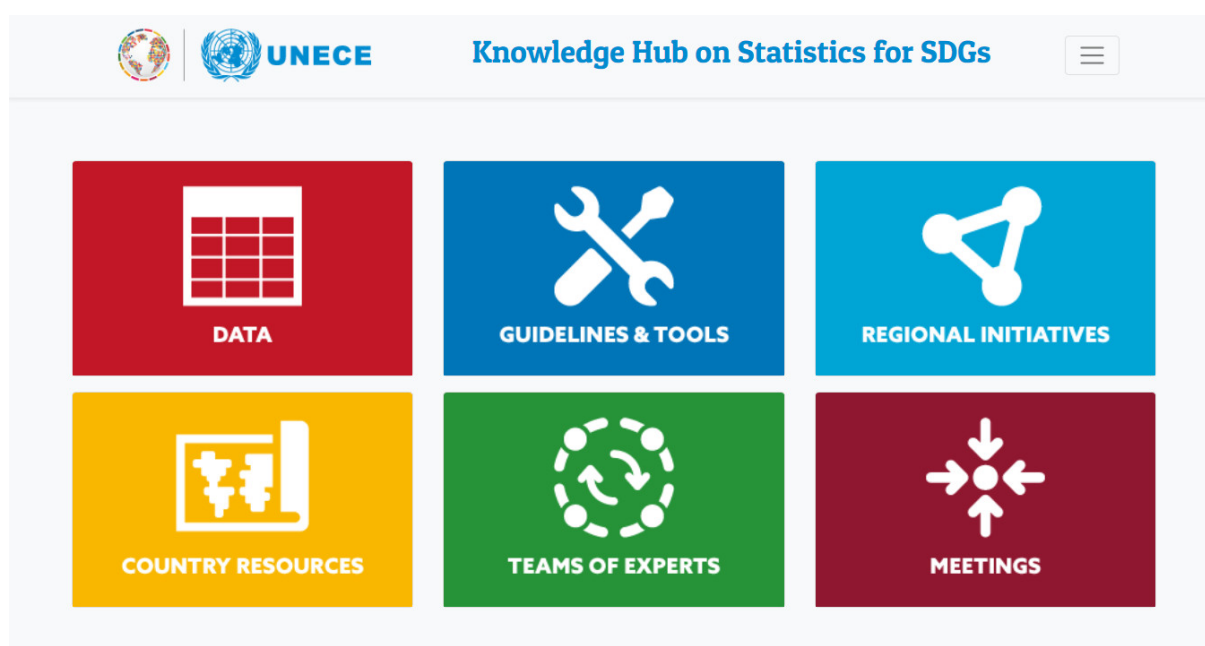 UNECE
Knowledge Hub on Statistics for SDGs
DATA
GUIDELINES & TOOLS
REGIONAL INITIATIVES
COUNTRY RESOURCES
TEAMS OF EXPERTS
MEETINGS